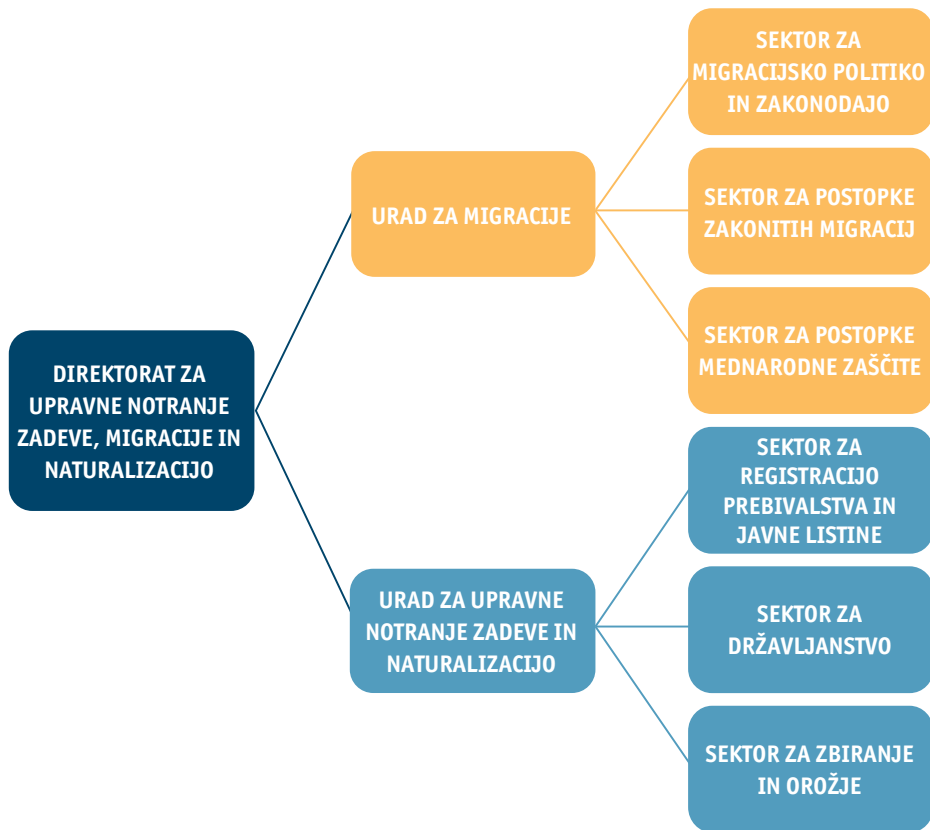 DIREKTORAT ZA
UPRAVNE NOTRANJE
ZADEVE, MIGRACIJE IN
NATURALIZACIJO
URAD ZA MIGRACIJE
SEKTOR ZA
MIGRACIJSKO POLITIKO
IN ZAKONODAJO
SEKTOR ZA POSTOPKE
ZAKONITIH MIGRACIJ
SEKTOR ZA POSTOPKE
MEDNARODNE ZAŠČITE
URAD ZA UPRAVNE
NOTRANJE ZADEVE IN
NATURALIZACIJO
SEKTOR ZA
REGISTRACIJO
PREBIVALSTVA IN
JAVNE LISTINE
SEKTOR ZA
DRŽAVLJANSTVO
SEKTOR ZA ZBIRANJE
IN OROŽJE